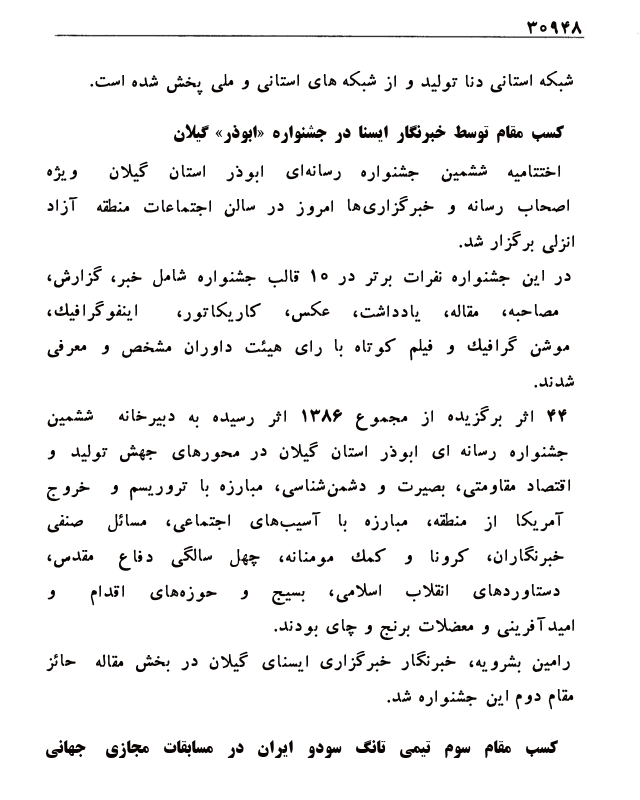 ۳۰۹۴۸
شبکه استانی دنا تولید و از شبکه های استانی و ملی پخش شده است.
کسب مقام توسط خبرنگار ایسنا در جشنواره «ابوذر» گیلان
اختتامیه ششمین جشنواره رسانه‌ای ابوذر استان گیلان ویژه
اصحاب رسانه و خبرگزاری‌ها امروز در سالن اجتماعات منطقه آزاد
انزلی برگزار شد.
در این جشنواره نفرات برتر در ۱۰ قالب جشنواره شامل خبر، گزارش،
مصاحبه، مقاله، یادداشت، عکس، کاریکاتور، اینفوگرافیك،
موشن گرافیك و فیلم کوتاه با رای هیئت داوران مشخص و معرفی
شدند.
۴۴ اثر برگزیده از مجموع ۱۳۸۶ اثر رسیده به دبیرخانه ششمین
جشنواره رسانه ای ابوذر استان گیلان در محورهای جهش تولید و
اقتصاد مقاومتی، بصیرت و دشمن‌شناسی، مبارزه با تروریسم و خروج
آمریکا از منطقه، مبارزه با آسیب‌های اجتماعی، مسائل صنفی
خبرنگاران، کرونا و کمك مومنانه، چهل سالگی دفاع مقدس،
دستاوردهای انقلاب اسلامی، بسیج و حوزه‌های اقدام و
امیدآفرینی و معضلات برنج و چای بودند.
رامین بشرویه، خبرنگار خبرگزاری ایسنای گیلان در بخش مقاله حائز
مقام دوم این جشنواره شد.
کسب مقام سوم تیمی تانگ سودو ایران در مسابقات مجازی جهانی